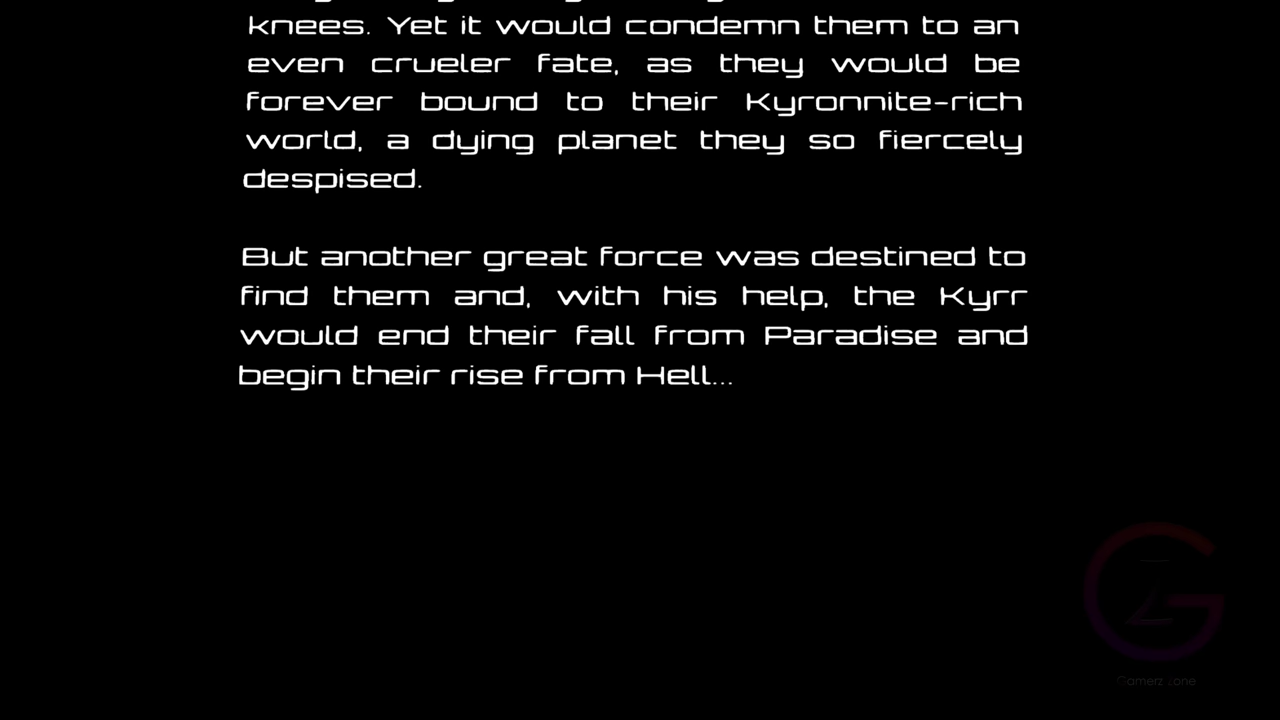 knees. Yet it would condemn them to an
even crueler fate, as they would be
forever bound to their Kyronnite-rich
world, a dying planet they so fiercely
despised.
But another great force was destined to
find them and, with his help, the Kyrr
would end their fall from Paradise and
begin their rise from Hell...
Gamerz Zone